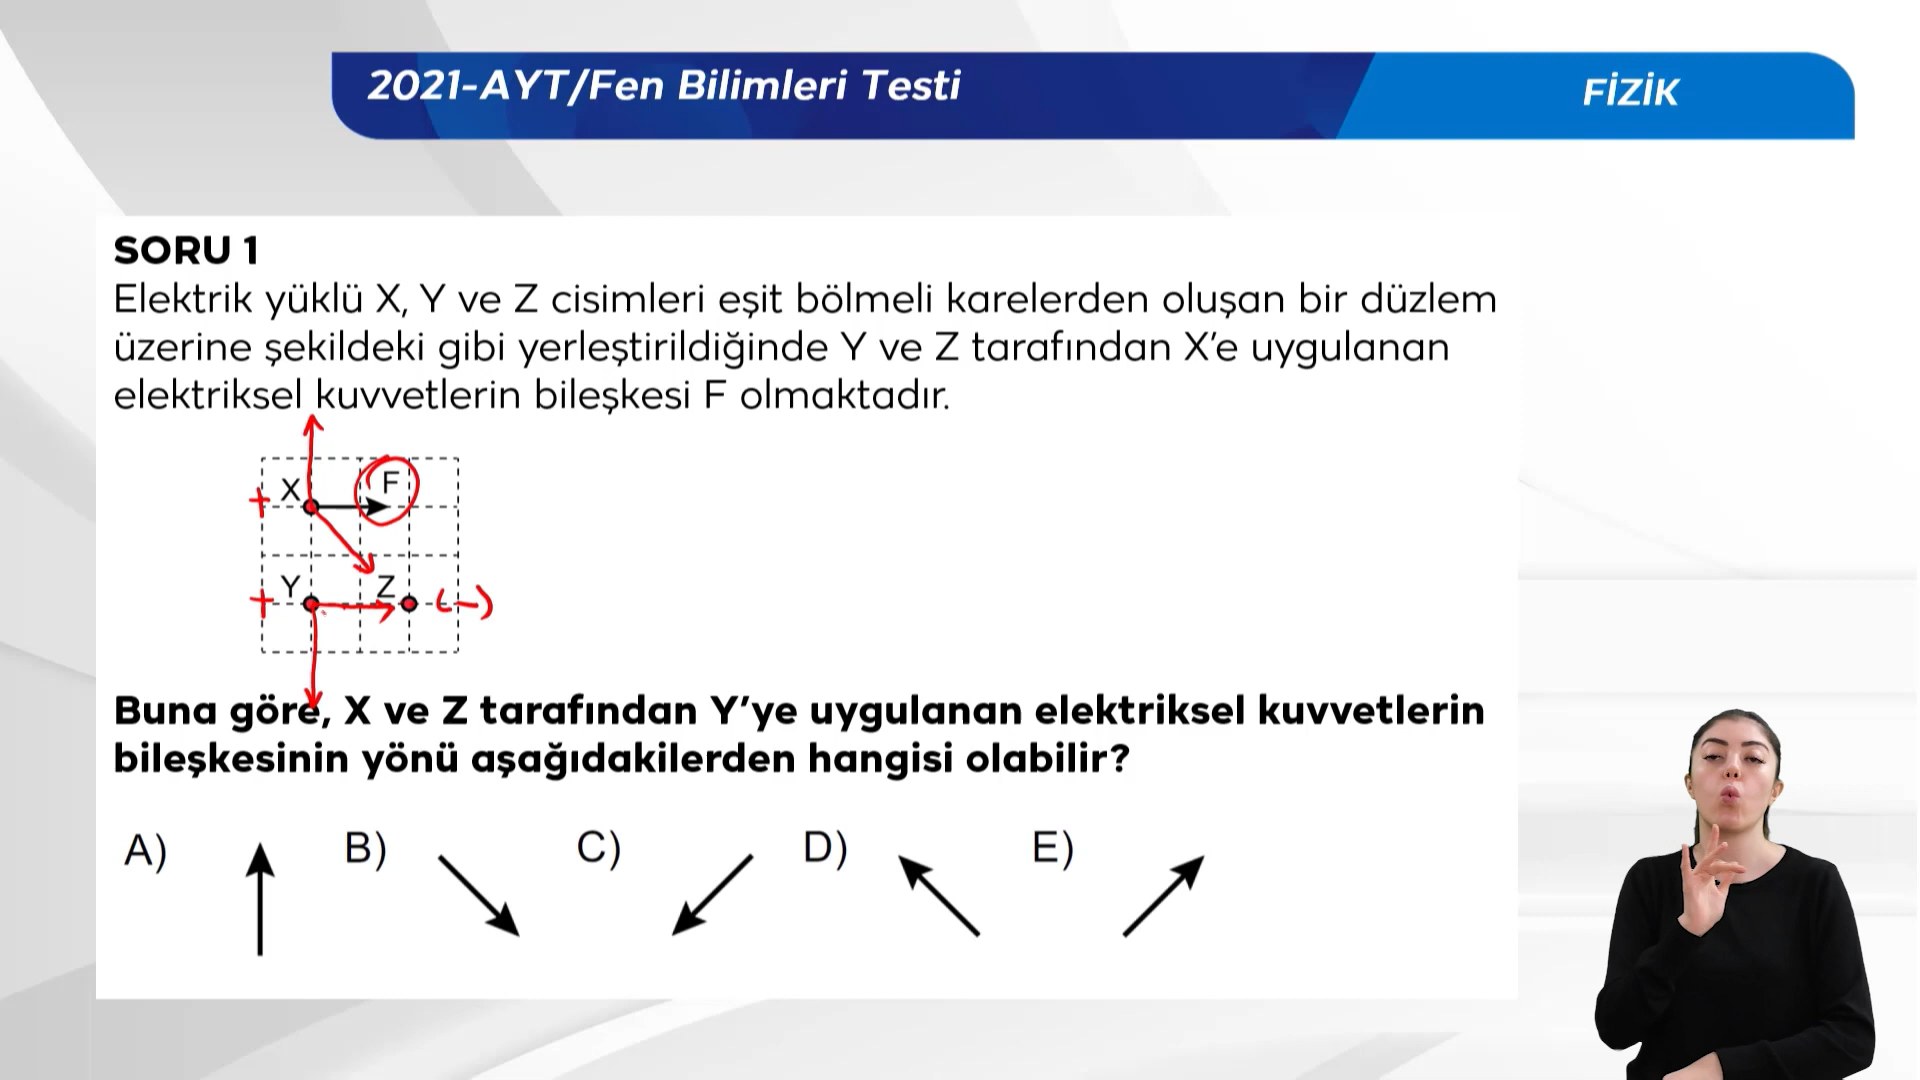 2021-AYT/Fen Bilimleri Testi
FİZİK
SORU 1
Elektrik yüklü X, Y ve Z cisimleri eşit bölmeli karelerden oluşan bir düzlem
üzerine şekildeki gibi yerleştirildiğinde Y ve Z tarafından X'e uygulanan
elektriksel kuvvetlerin bileşkesi F olmaktadır.
+ X F
+ Y Z (-)
Buna göre, X ve Z tarafından Y'ye uygulanan elektriksel kuvvetlerin
bileşkesinin yönü aşağıdakilerden hangisi olabilir?
A) B) C) D) E)